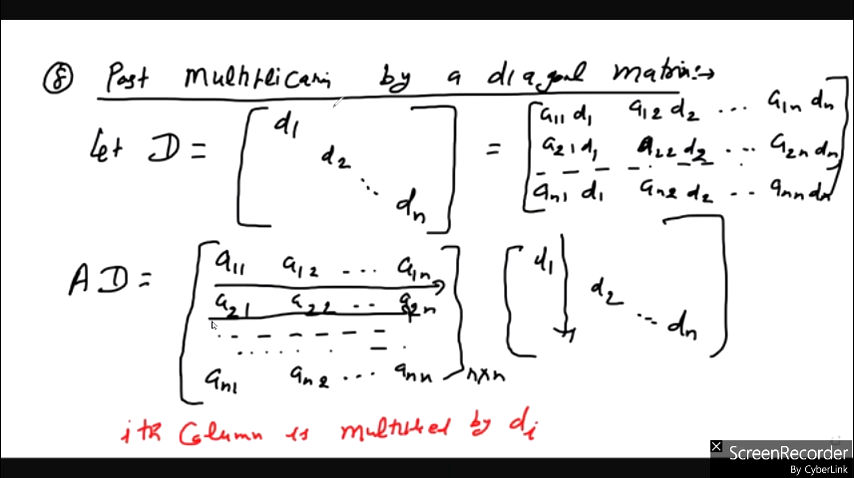 ⑧ Post Multiplicatin by a diagonal matrix:→
Let D = [ d1 d2 ⋱ dn ] = [ a11 d1 a12 d2 ... a1n dn
a21 d1 a22 d2 ... a2n dn
an1 d1 an2 d2 .. ann dn ]
AD = [ a11 a12 ... a1n
a21 a22 .. a2n
an1 an2 ... ann ] n×n [ d1 d2 ... dn ]
ith Column is multiplied by di
ScreenRecorder
By CyberLink